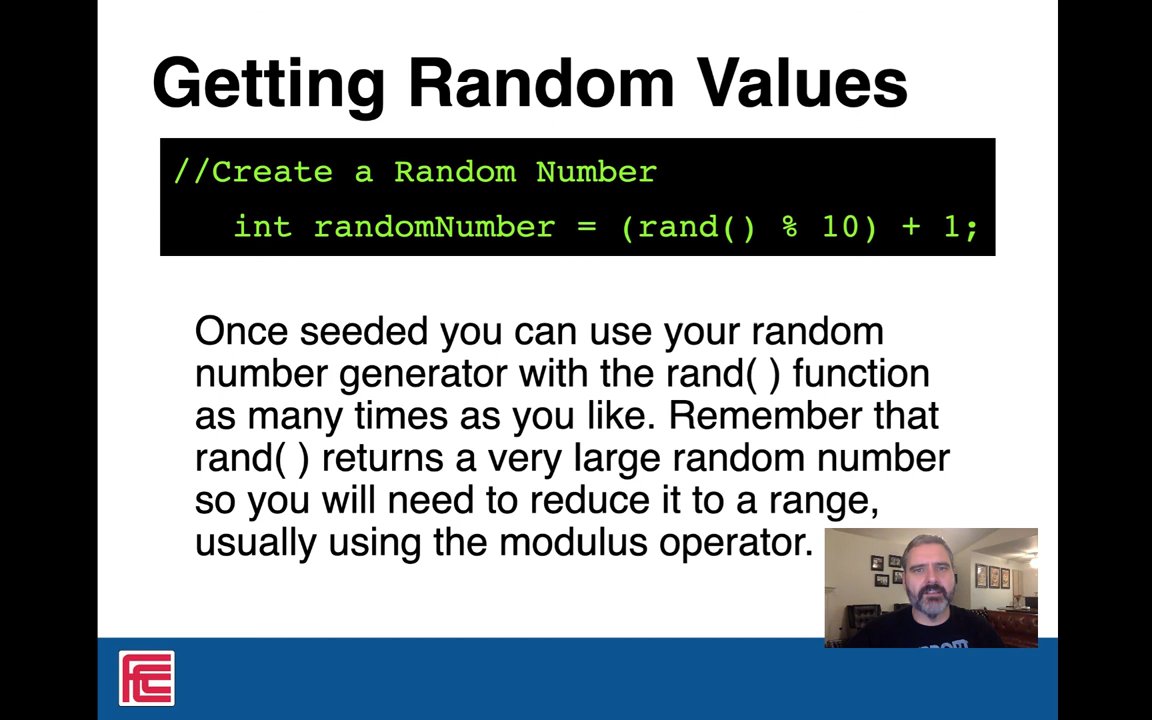 Getting Random Values
//Create a Random Number
int randomNumber = (rand() % 10) + 1;
Once seeded you can use your random
number generator with the rand( ) function
as many times as you like. Remember that
rand( ) returns a very large random number
so you will need to reduce it to a range,
usually using the modulus operator.
FCC